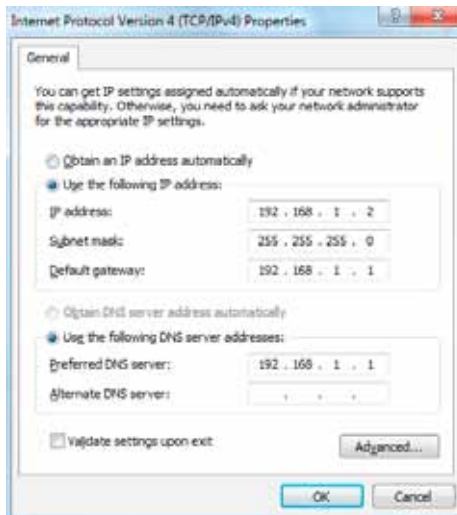 Internet Protocol Version 4 (TCP/IPv4) Properties
General
You can get IP settings assigned automatically if your network supports
this capability. Otherwise, you need to ask your network administrator
for the appropriate IP settings.
Obtain an IP address automatically
Use the following IP address:
IP address: 192 . 168 . 1 . 2
Subnet mask: 255 . 255 . 255 . 0
Default gateway: 192 . 168 . 1 . 1
Obtain DNS server address automatically
Use the following DNS server addresses:
Preferred DNS server: 192 . 168 . 1 . 1
Alternate DNS server: . . .
Validate settings upon exit
Advanced...
OK Cancel